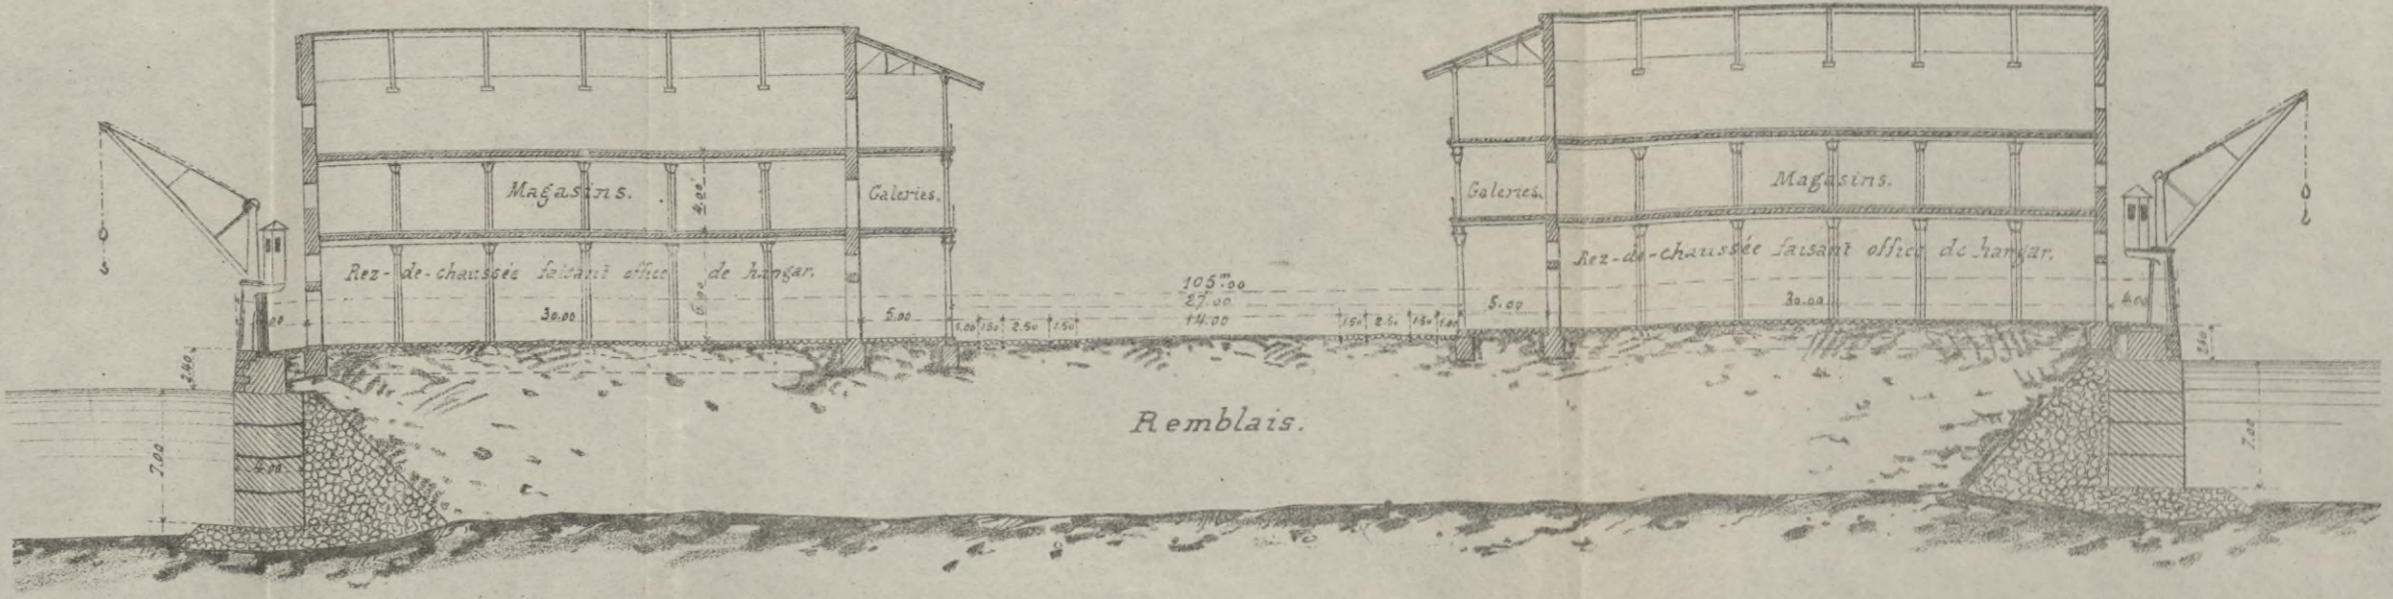 Magasins.
4.00
Galeries.
Rez-de-chaussée faisant office de hangar.
30.00
5.00
1.00 1.50 2.50 1.50
105.m00
27.00
14.00
Galeries.
Magasins.
Rez-de-chaussée faisant office de hangar.
1.50 2.50 1.50 1.00
5.00
30.00
4.00
2.40
7.00
4.00
Remblais.
7.00